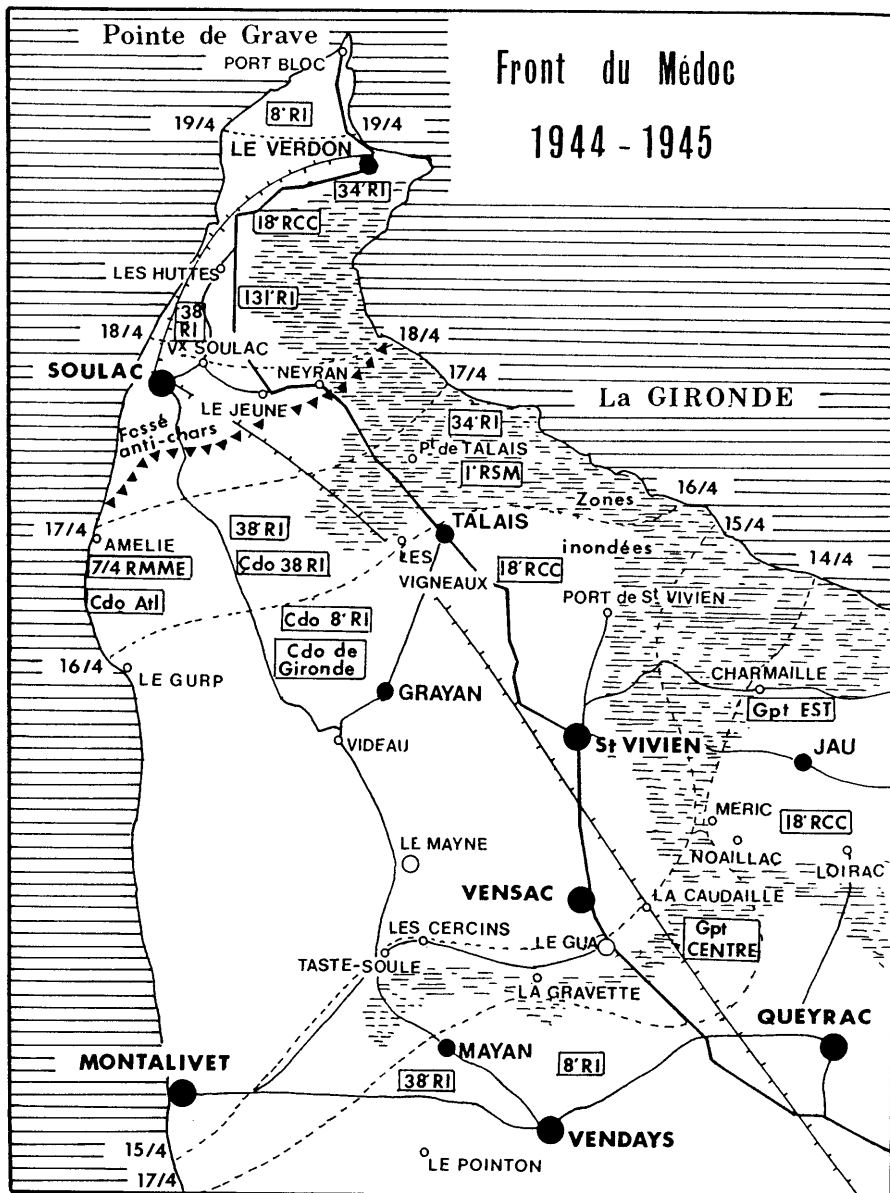 Pointe de Grave
PORT BLOC
Front du Médoc
1944 - 1945
8ᵉ RI
19/4
19/4
LE VERDON
34ᵉ RI
18ᵉ RCC
LES HUTTES
131ᵉ RI
38
RI
18/4
18/4
Vˣ SOULAC
SOULAC
NEYRAN
17/4
LE JEUNE
La GIRONDE
Fossé
anti-chars
34ᵉ RI
Pᵗ de TALAIS
1ᵉ RSM
Zones
inondées
16/4
15/4
14/4
17/4
AMELIE
38ᵉ RI
TALAIS
7/4 RMME
Cdo 38 RI
LES
VIGNEAUX
18ᵉ RCC
Cdo Atl
PORT de Sᵗ VIVIEN
Cdo 8ᵉ RI
Cdo de
Gironde
16/4
LE GURP
CHARMAILLE
GRAYAN
Gpt EST
VIDEAU
Sᵗ VIVIEN
JAU
MERIC
18ᵉ RCC
NOAILLAC
LOIRAC
LE MAYNE
VENSAC
LA CAUDAILLE
LES CERCINS
LE GUA
Gpt
CENTRE
TASTE-SOULE
LA GRAVETTE
QUEYRAC
MAYAN
MONTALIVET
38ᵉ RI
8ᵉ RI
VENDAYS
15/4
LE POINTON
17/4